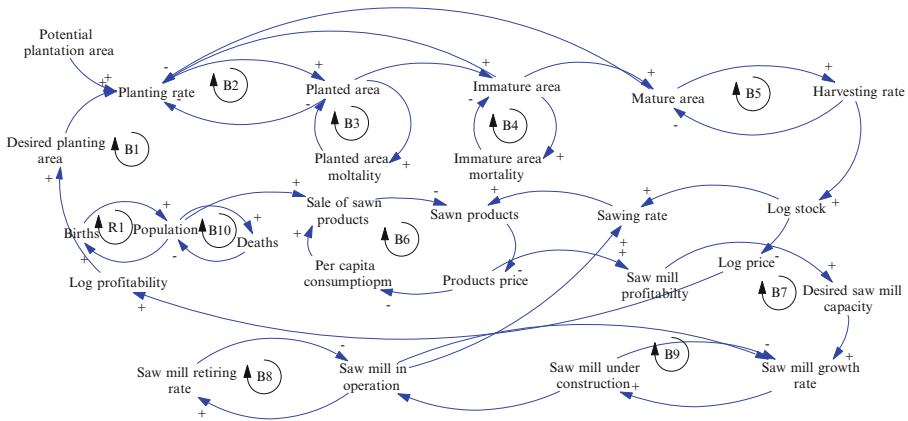 Potential
plantation area
Planting rate
B2
Planted area
Immature area
Mature area
B5
Harvesting rate
B3
B4
Desired planting
area
B1
Planted area
moltality
Immature area
mortality
Births
R1
Population
B10
Deaths
Sale of sawn
products
Sawn products
Sawing rate
Log stock
B6
Log profitability
Per capita
consumptiopm
Products price
Saw mill
profitabilty
Log price
B7
Desired saw mill
capacity
Saw mill retiring
rate
B8
Saw mill in
operation
Saw mill under
construction
B9
Saw mill growth
rate